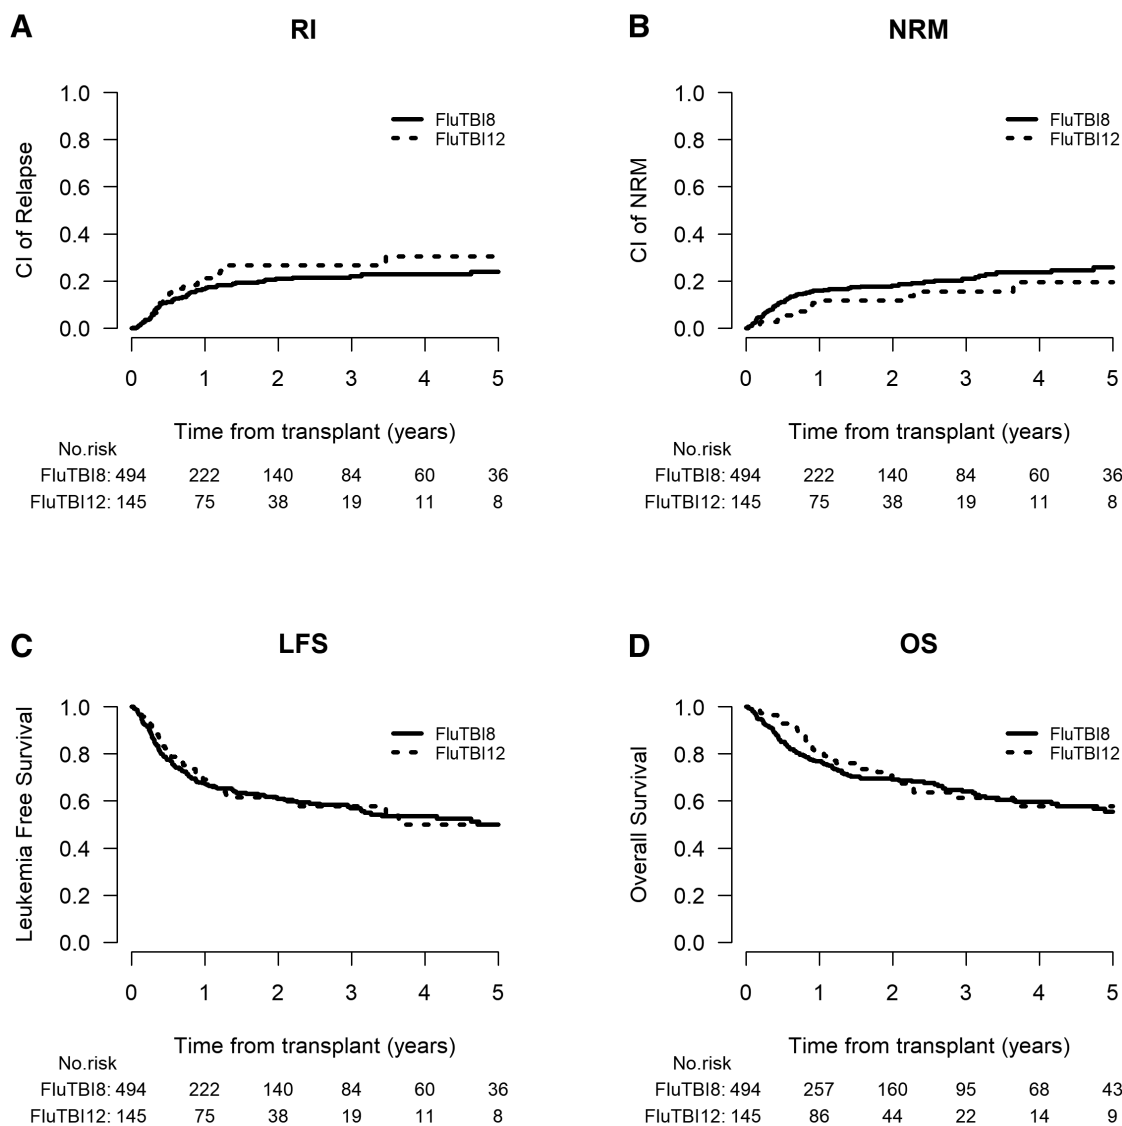 A
RI
1.0
0.8
0.6
0.4
0.2
0.0
CI of Relapse
FluTBI8
FluTBI12
0 1 2 3 4 5
Time from transplant (years)
No.risk
FluTBI8: 494 222 140 84 60 36
FluTBI12: 145 75 38 19 11 8
B
NRM
1.0
0.8
0.6
0.4
0.2
0.0
CI of NRM
FluTBI8
FluTBI12
0 1 2 3 4 5
Time from transplant (years)
No.risk
FluTBI8: 494 222 140 84 60 36
FluTBI12: 145 75 38 19 11 8
C
LFS
1.0
0.8
0.6
0.4
0.2
0.0
Leukemia Free Survival
FluTBI8
FluTBI12
0 1 2 3 4 5
Time from transplant (years)
No.risk
FluTBI8: 494 222 140 84 60 36
FluTBI12: 145 75 38 19 11 8
D
OS
1.0
0.8
0.6
0.4
0.2
0.0
Overall Survival
FluTBI8
FluTBI12
0 1 2 3 4 5
Time from transplant (years)
No.risk
FluTBI8: 494 257 160 95 68 43
FluTBI12: 145 86 44 22 14 9